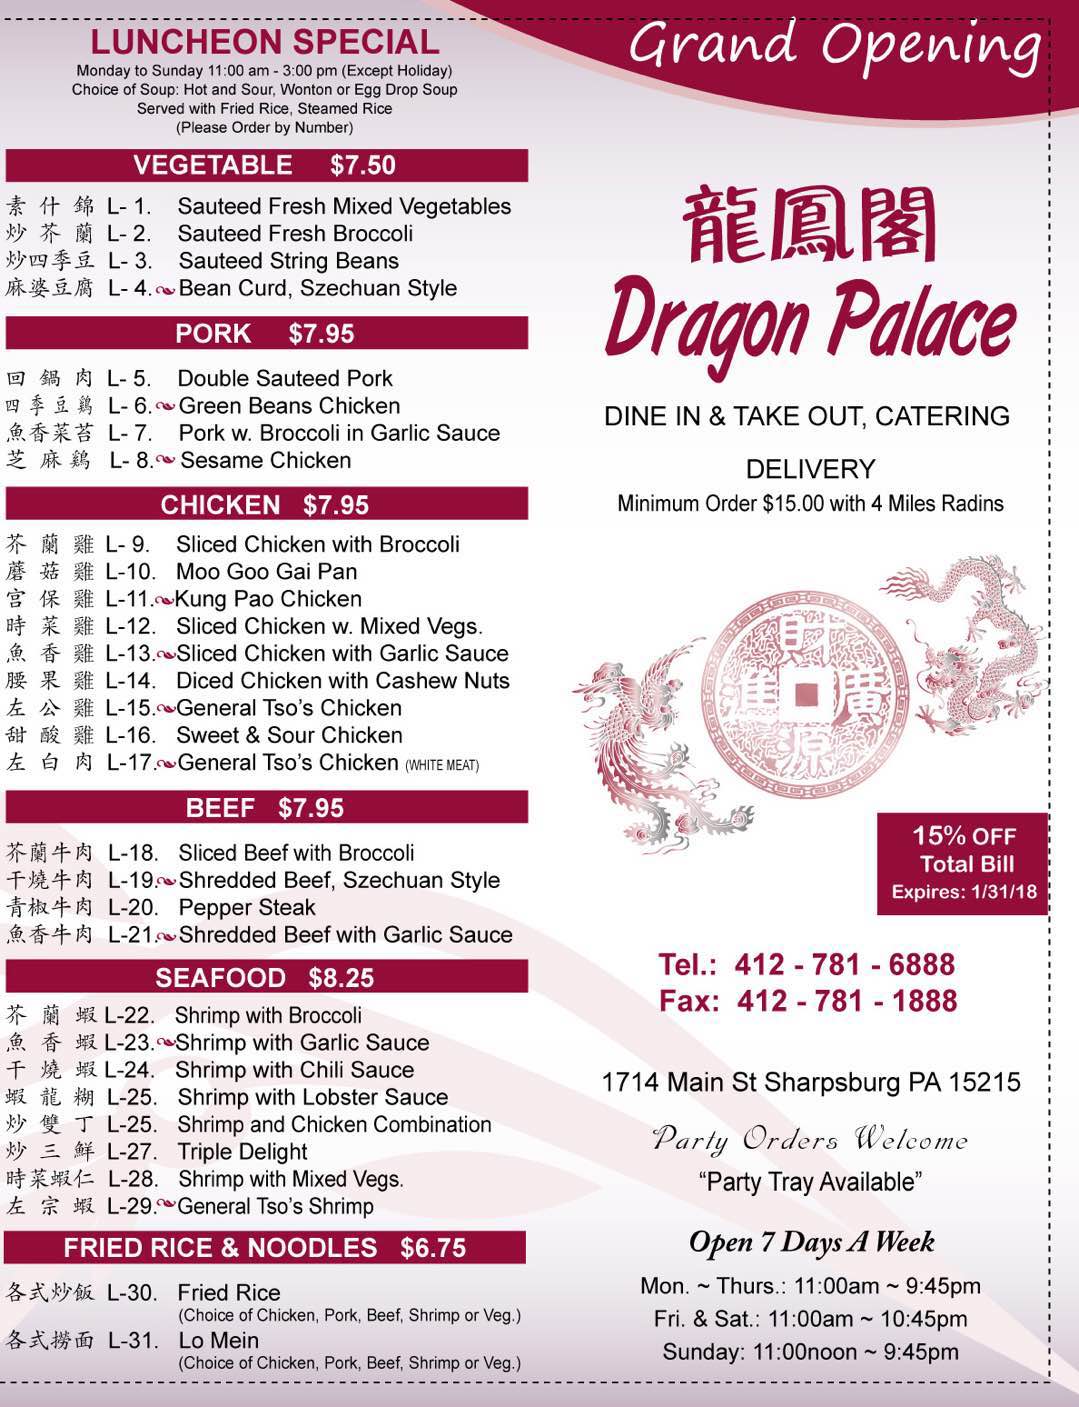 LUNCHEON SPECIAL
Monday to Sunday 11:00 am - 3:00 pm (Except Holiday)
Choice of Soup: Hot and Sour, Wonton or Egg Drop Soup
Served with Fried Rice, Steamed Rice
(Please Order by Number)
VEGETABLE $7.50
素什錦 L- 1. Sauteed Fresh Mixed Vegetables
炒芥蘭 L- 2. Sauteed Fresh Broccoli
炒四季豆 L- 3. Sauteed String Beans
麻婆豆腐 L- 4. Bean Curd, Szechuan Style
PORK $7.95
回鍋肉 L- 5. Double Sauteed Pork
四季豆鷄 L- 6. Green Beans Chicken
魚香菜苔 L- 7. Pork w. Broccoli in Garlic Sauce
芝麻鷄 L- 8. Sesame Chicken
CHICKEN $7.95
芥蘭雞 L- 9. Sliced Chicken with Broccoli
蘑菇雞 L-10. Moo Goo Gai Pan
宫保雞 L-11. Kung Pao Chicken
時菜雞 L-12. Sliced Chicken w. Mixed Vegs.
魚香雞 L-13. Sliced Chicken with Garlic Sauce
腰果雞 L-14. Diced Chicken with Cashew Nuts
左公雞 L-15. General Tso's Chicken
甜酸雞 L-16. Sweet & Sour Chicken
左白肉 L-17. General Tso's Chicken (WHITE MEAT)
BEEF $7.95
芥蘭牛肉 L-18. Sliced Beef with Broccoli
干燒牛肉 L-19. Shredded Beef, Szechuan Style
青椒牛肉 L-20. Pepper Steak
魚香牛肉 L-21. Shredded Beef with Garlic Sauce
SEAFOOD $8.25
芥蘭蝦 L-22. Shrimp with Broccoli
魚香蝦 L-23. Shrimp with Garlic Sauce
干燒蝦 L-24. Shrimp with Chili Sauce
蝦龍糊 L-25. Shrimp with Lobster Sauce
炒雙丁 L-25. Shrimp and Chicken Combination
炒三鮮 L-27. Triple Delight
時菜蝦仁 L-28. Shrimp with Mixed Vegs.
左宗蝦 L-29. General Tso's Shrimp
FRIED RICE & NOODLES $6.75
各式炒飯 L-30. Fried Rice
(Choice of Chicken, Pork, Beef, Shrimp or Veg.)
各式撈面 L-31. Lo Mein
(Choice of Chicken, Pork, Beef, Shrimp or Veg.)
Grand Opening
龍鳳閣
Dragon Palace
DINE IN & TAKE OUT, CATERING
DELIVERY
Minimum Order $15.00 with 4 Miles Radins
財
進 廣
源
15% OFF
Total Bill
Expires: 1/31/18
Tel.: 412 - 781 - 6888
Fax: 412 - 781 - 1888
1714 Main St Sharpsburg PA 15215
Party Orders Welcome
“Party Tray Available”
Open 7 Days A Week
Mon. ~ Thurs.: 11:00am ~ 9:45pm
Fri. & Sat.: 11:00am ~ 10:45pm
Sunday: 11:00noon ~ 9:45pm